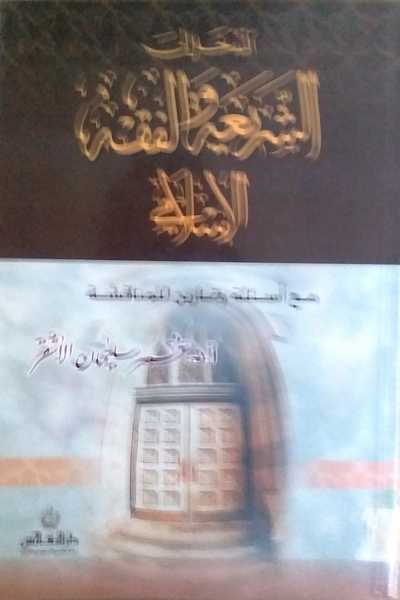 المدخل إلى
الشريعة والفقه
الإسلامي
مع أسئلة وتمارين للمناقشة
أ.د. عمر سليمان الأشقر
دار النفائس